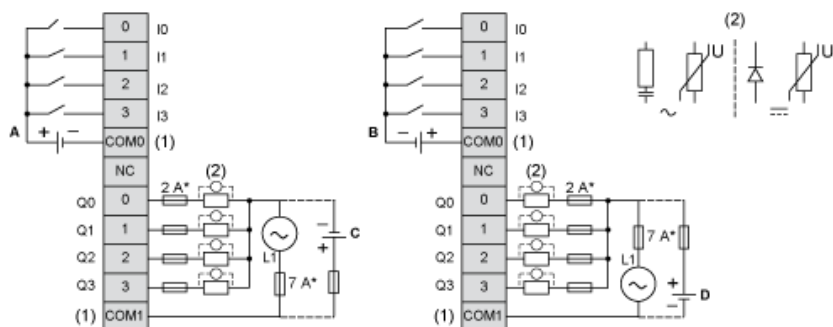 0 I0
1 I1
2 I2
3 I3
A + − COM0 (1)
NC
(2)
Q0 0 2 A*
Q1 1
Q2 2
Q3 3
L1 7 A*
− + C
(1) COM1
0 I0
1 I1
2 I2
3 I3
B − + COM0 (1)
NC
(2)
Q0 0 2 A*
Q1 1
Q2 2
Q3 3
7 A*
L1
+ − D
(1) COM1
(2)
U U
~